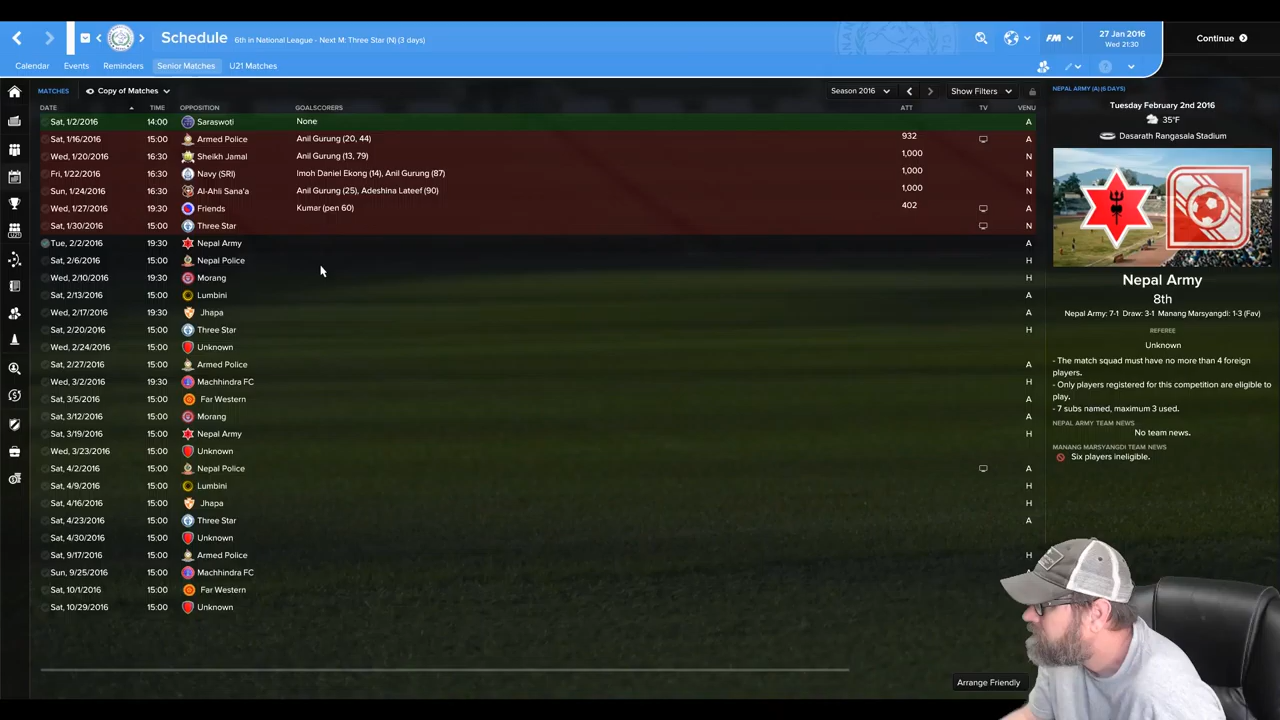 Schedule
6th in National League - Next M: Three Star (N) (3 days)
FM
27 Jan 2016
Wed 21:30
Continue
Calendar Events Reminders Senior Matches U21 Matches
?
MATCHES Copy of Matches Season 2016 Show Filters
DATE TIME OPPOSITION GOALSCORERS ATT TV VENU
Sat, 1/2/2016 14:00 Saraswoti None A
Sat, 1/16/2016 15:00 Armed Police Anil Gurung (20, 44) 932 A
Wed, 1/20/2016 16:30 Sheikh Jamal Anil Gurung (13, 79) 1,000 N
Fri, 1/22/2016 16:30 Navy (SRI) Imoh Daniel Ekong (14), Anil Gurung (87) 1,000 N
Sun, 1/24/2016 16:30 Al-Ahli Sana'a Anil Gurung (25), Adeshina Lateef (90) 1,000 N
Wed, 1/27/2016 19:30 Friends Kumar (pen 60) 402 A
Sat, 1/30/2016 15:00 Three Star N
Tue, 2/2/2016 19:30 Nepal Army A
Sat, 2/6/2016 15:00 Nepal Police H
Wed, 2/10/2016 19:30 Morang H
Sat, 2/13/2016 15:00 Lumbini A
Wed, 2/17/2016 19:30 Jhapa A
Sat, 2/20/2016 15:00 Three Star H
Wed, 2/24/2016 15:00 Unknown
Sat, 2/27/2016 15:00 Armed Police A
Wed, 3/2/2016 19:30 Machhindra FC H
Sat, 3/5/2016 15:00 Far Western A
Sat, 3/12/2016 15:00 Morang A
Sat, 3/19/2016 15:00 Nepal Army H
Wed, 3/23/2016 15:00 Unknown
Sat, 4/2/2016 15:00 Nepal Police A
Sat, 4/9/2016 15:00 Lumbini H
Sat, 4/16/2016 15:00 Jhapa H
Sat, 4/23/2016 15:00 Three Star A
Sat, 4/30/2016 15:00 Unknown
Sat, 9/17/2016 15:00 Armed Police H
Sun, 9/25/2016 15:00 Machhindra FC
Sat, 10/1/2016 15:00 Far Western
Sat, 10/29/2016 15:00 Unknown
Arrange Friendly
NEPAL ARMY (A) (6 DAYS)
Tuesday February 2nd 2016
35°F
Dasarath Rangasala Stadium
Nepal Army
8th
Nepal Army: 7-1 Draw: 3-1 Manang Marsyangdi: 1-3 (Fav)
REFEREE
Unknown
- The match squad must have no more than 4 foreign
players.
- Only players registered for this competition are eligible to
play.
- 7 subs named, maximum 3 used.
NEPAL ARMY TEAM NEWS
No team news.
MANANG MARSYANGDI TEAM NEWS
Six players ineligible.